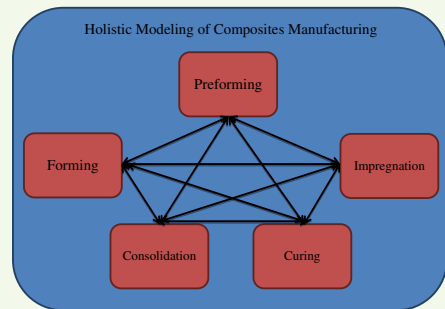 Holistic Modeling of Composites Manufacturing
Preforming
Forming
Impregnation
Consolidation
Curing